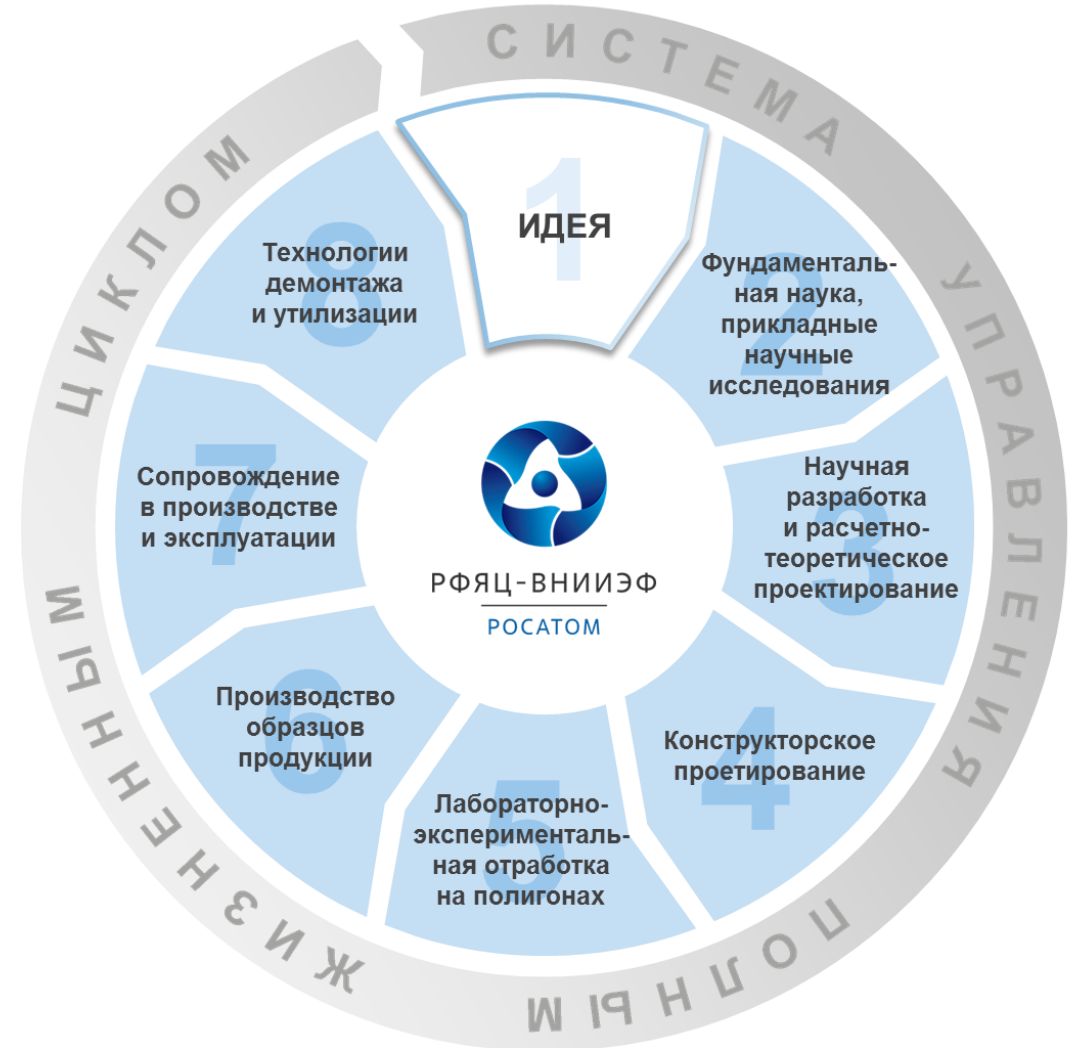 СИСТЕМА УПРАВЛЕНИЯ ПОЛНЫМ ЖИЗНЕННЫМ ЦИКЛОМ
1
ИДЕЯ
2
Фундаменталь-
ная наука,
прикладные
научные
исследования
3
Научная
разработка
и расчетно-
теоретическое
проектирование
4
Конструкторское
проетирование
5
Лабораторно-
эксперименталь-
ная отработка
на полигонах
6
Производство
образцов
продукции
7
Сопровождение
в производстве
и эксплуатации
8
Технологии
демонтажа
и утилизации
РФЯЦ-ВНИИЭФ
РОСАТОМ